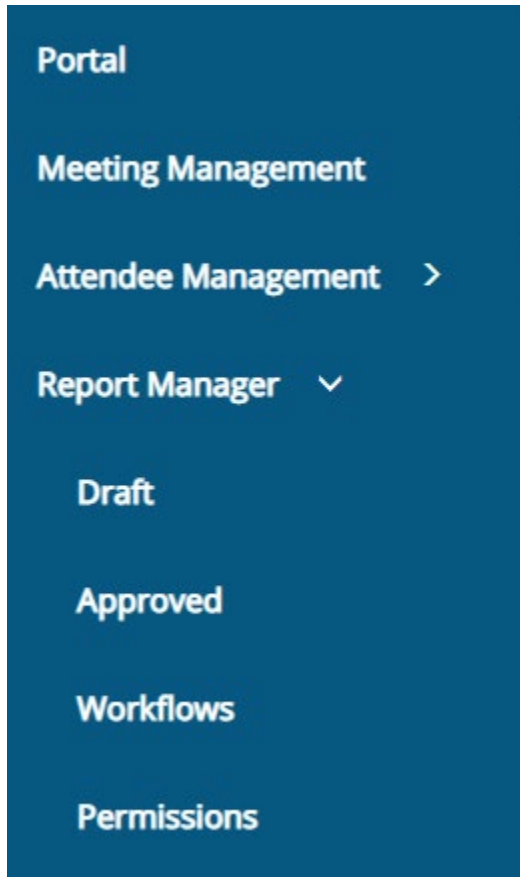 Portal
Meeting Management
Attendee Management
Report Manager
Draft
Approved
Workflows
Permissions